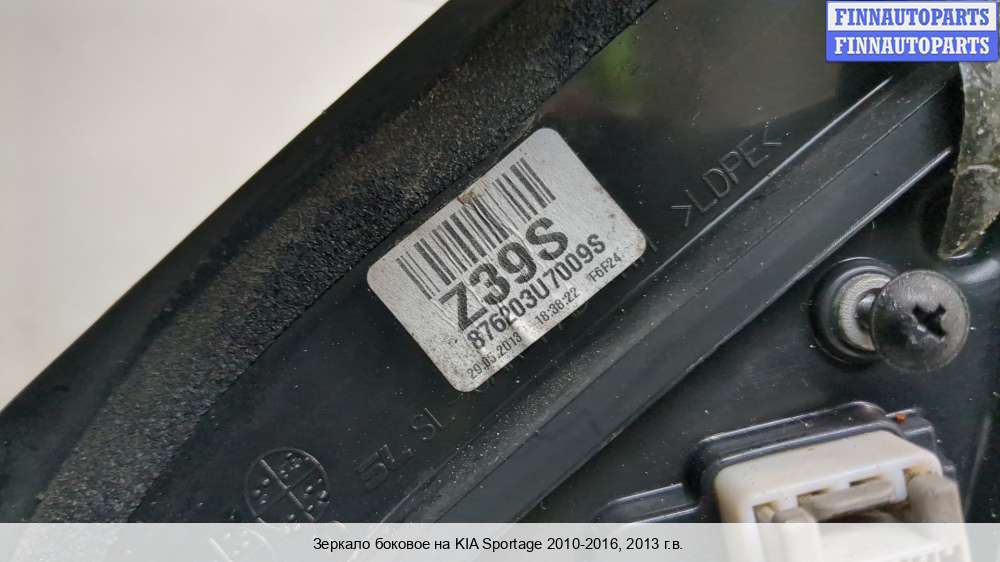 FINNAUTOPARTS
FINNAUTOPARTS
>LDPE<
Z39S
876203U7009S
29.05.2013 18:38:22 F6F24
Зеркало боковое на KIA Sportage 2010-2016, 2013 г.в.